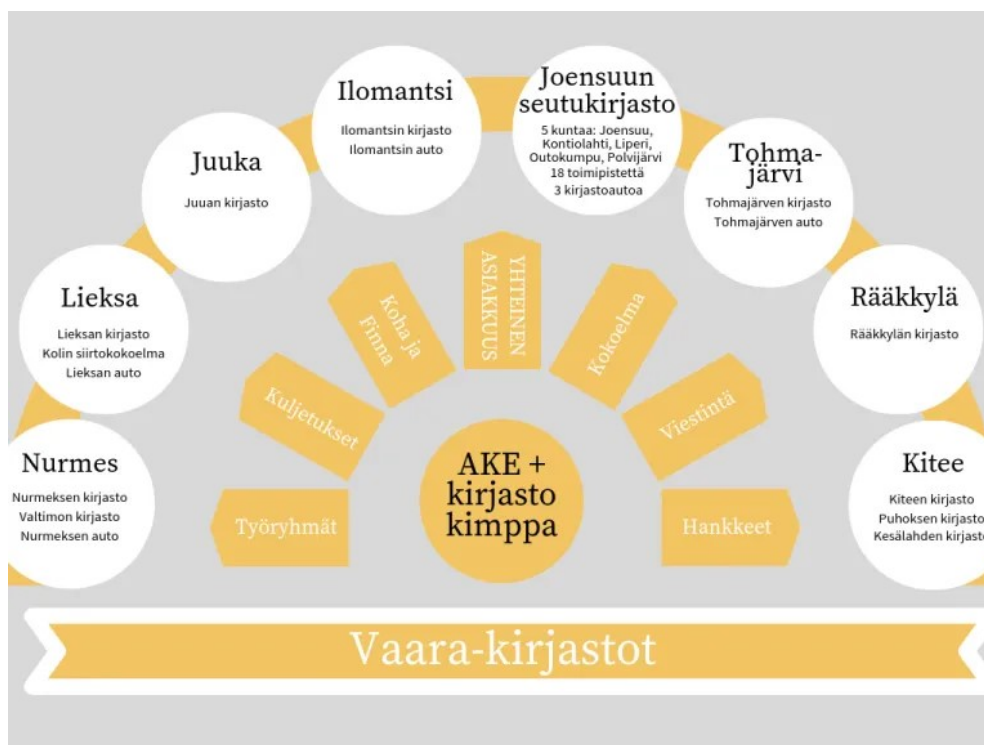 Nurmes
Nurmeksen kirjasto
Valtimon kirjasto
Nurmeksen auto
Lieksa
Lieksan kirjasto
Kolin siirtokokoelma
Lieksan auto
Juuka
Juuan kirjasto
Ilomantsi
Ilomantsin kirjasto
Ilomantsin auto
Joensuun
seutukirjasto
5 kuntaa: Joensuu,
Kontiolahti, Liperi,
Outokumpu, Polvijärvi
18 toimipistettä
3 kirjastoautoa
Tohma-
järvi
Tohmajärven kirjasto
Tohmajärven auto
Rääkkylä
Rääkkylän kirjasto
Kitee
Kiteen kirjasto
Puhoksen kirjasto
Kesälahden kirjasto
Työryhmät
Kuljetukset
Koha ja
Finna
YHTEINEN
ASIAKKUUS
Kokoelma
Viestintä
Hankkeet
AKE +
kirjasto
kimppa
Vaara-kirjastot